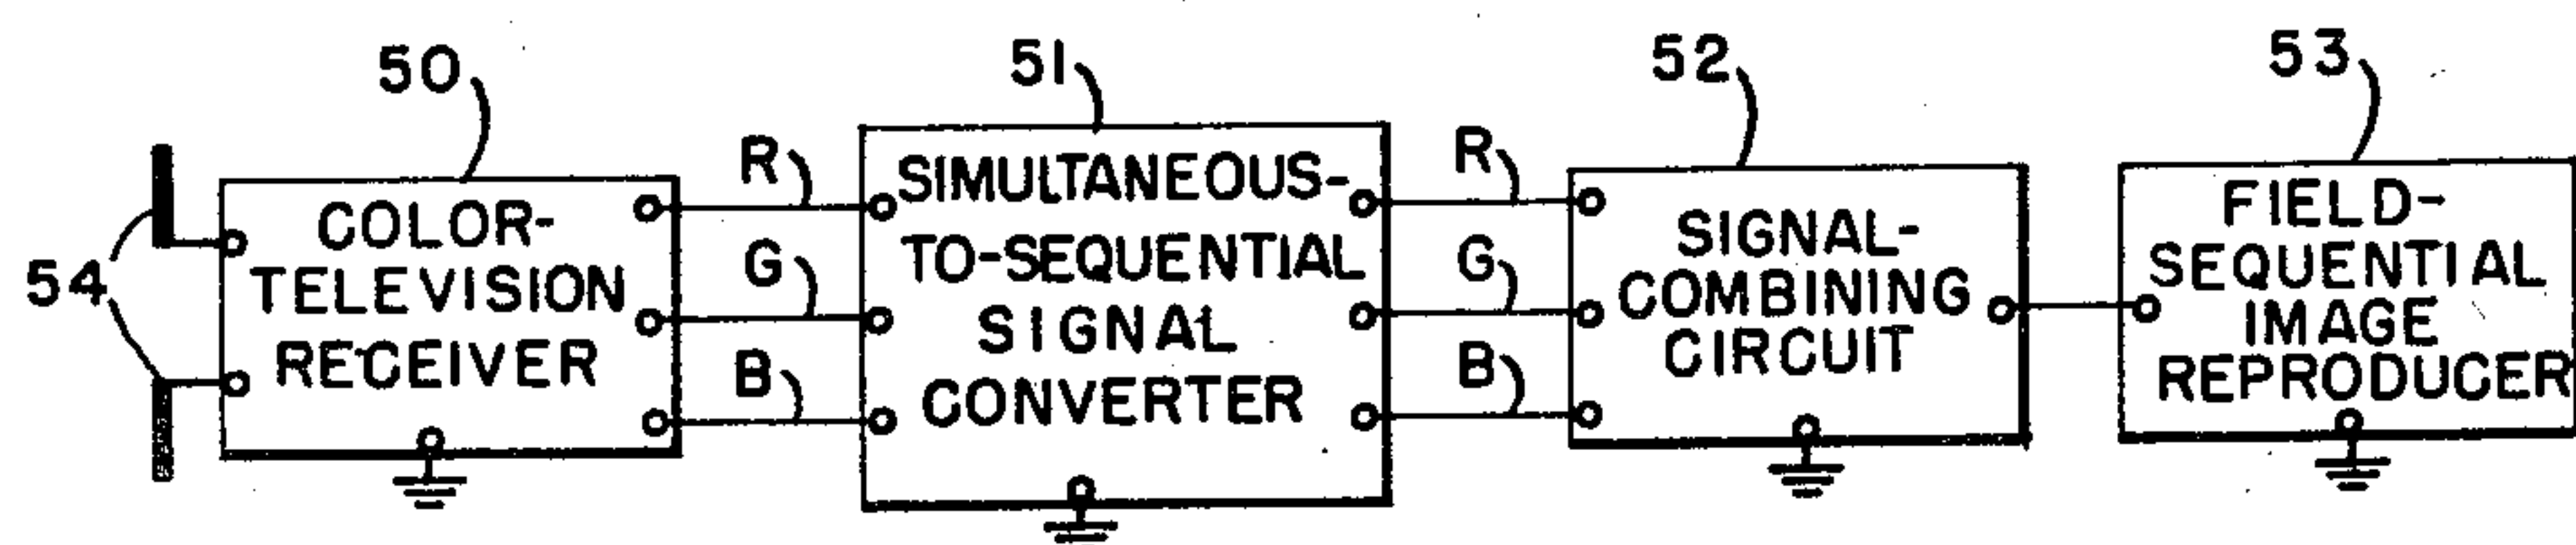 50
51
52
53
54
COLOR-
TELEVISION
RECEIVER
R
G
B
SIMULTANEOUS-
TO-SEQUENTIAL
SIGNAL
CONVERTER
R
G
B
SIGNAL-
COMBINING
CIRCUIT
FIELD-
SEQUENTIAL
IMAGE
REPRODUCER